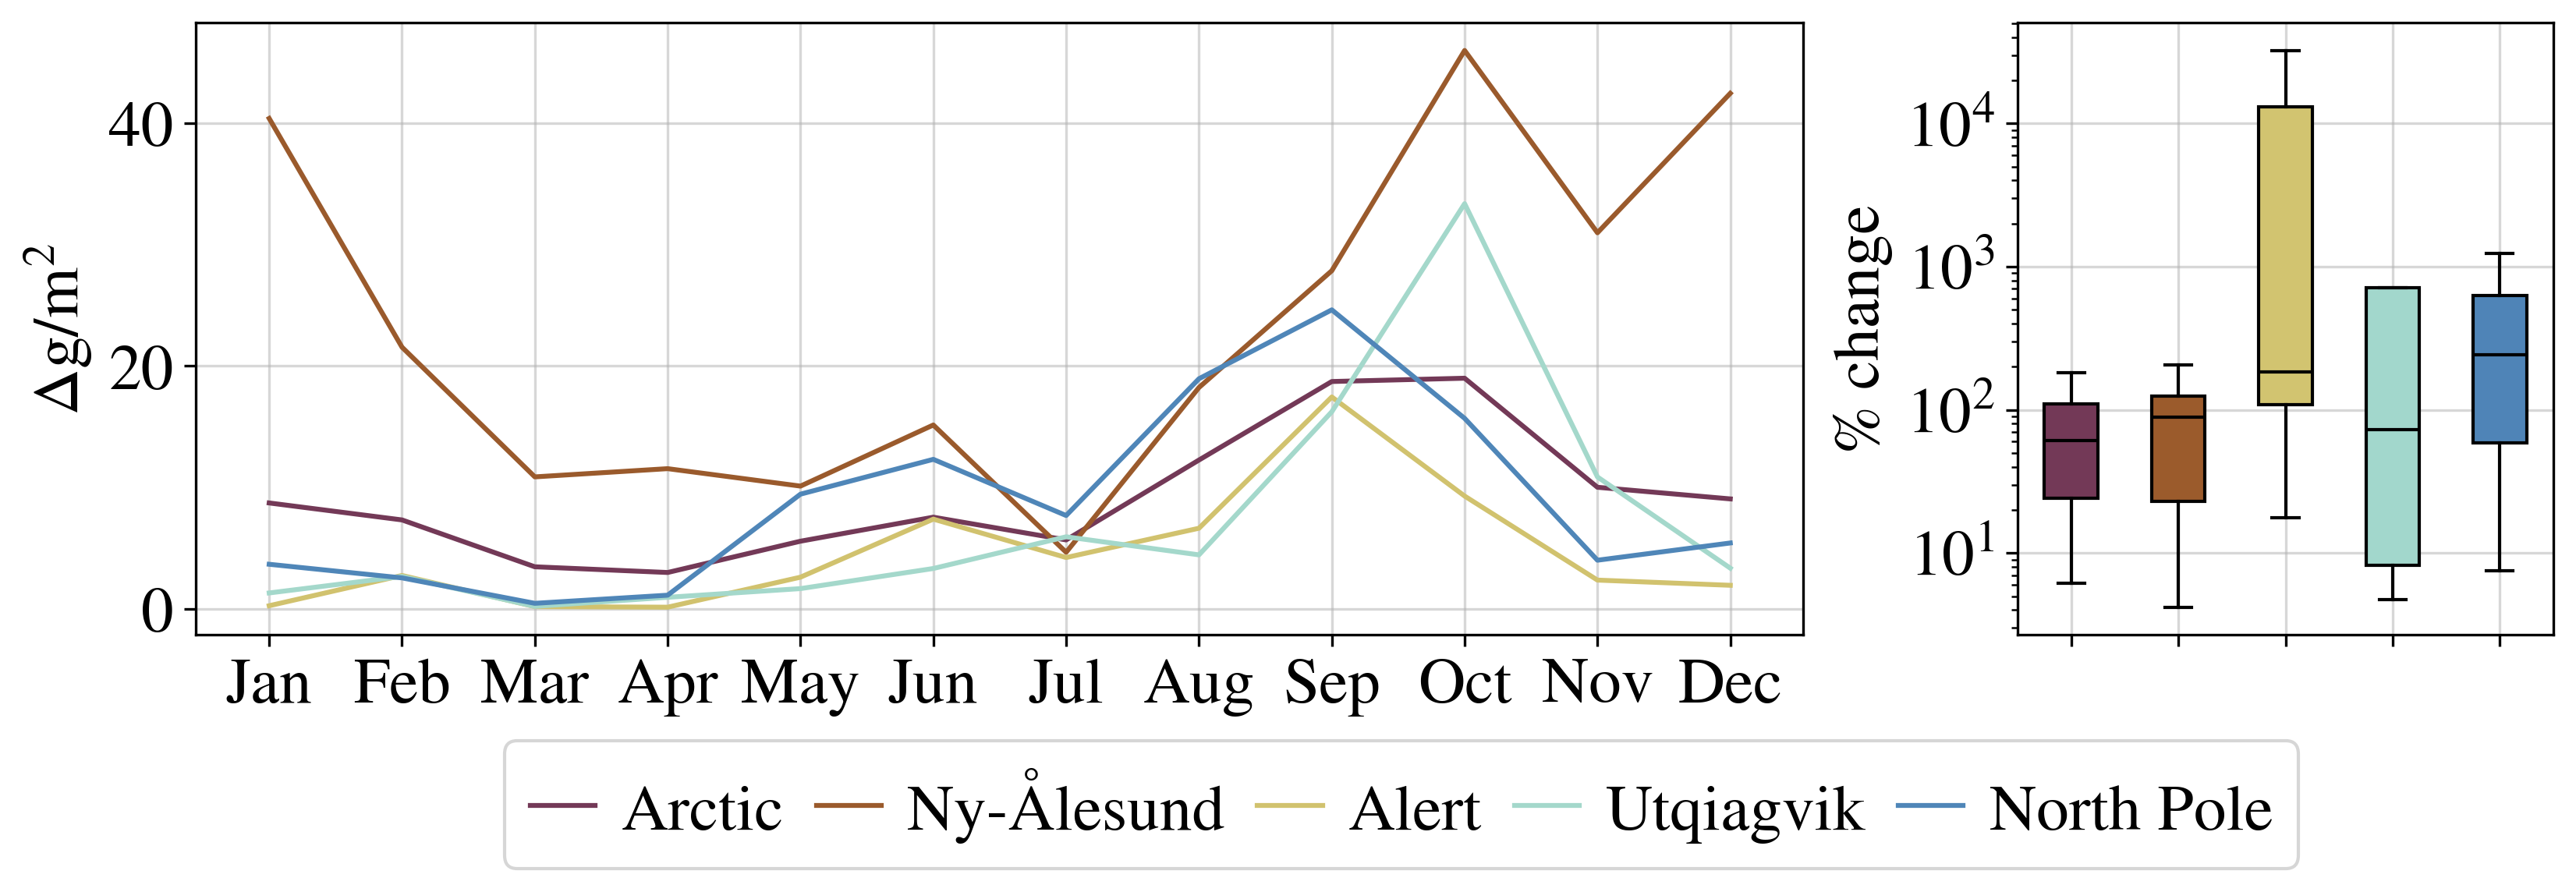 Δg/m²
40
20
0
Jan Feb Mar Apr May Jun Jul Aug Sep Oct Nov Dec
% change
10⁴
10³
10²
10¹
Arctic Ny-Ålesund Alert Utqiagvik North Pole